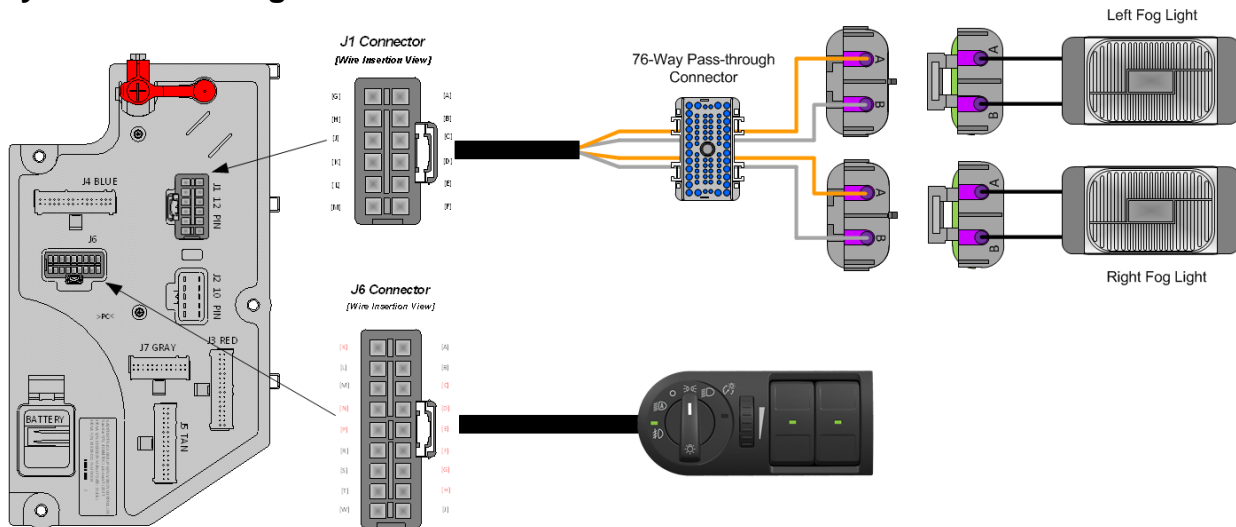 J1 Connector
[Wire Insertion View]
[G]
[A]
[H]
[B]
[J]
[C]
[K]
[D]
[L]
[E]
[M]
[F]
76-Way Pass-through
Connector
A
B
A
B
A
B
A
B
Left Fog Light
Right Fog Light
J4 BLUE
J1 12 PIN
J6
J2 10 PIN
>PC<
J7 GRAY
J3 RED
J5 TAN
BATTERY
J6 Connector
[Wire Insertion View]
[K]
[A]
[L]
[B]
[M]
[C]
[N]
[D]
[P]
[E]
[R]
[F]
[S]
[G]
[T]
[H]
[W]
[J]